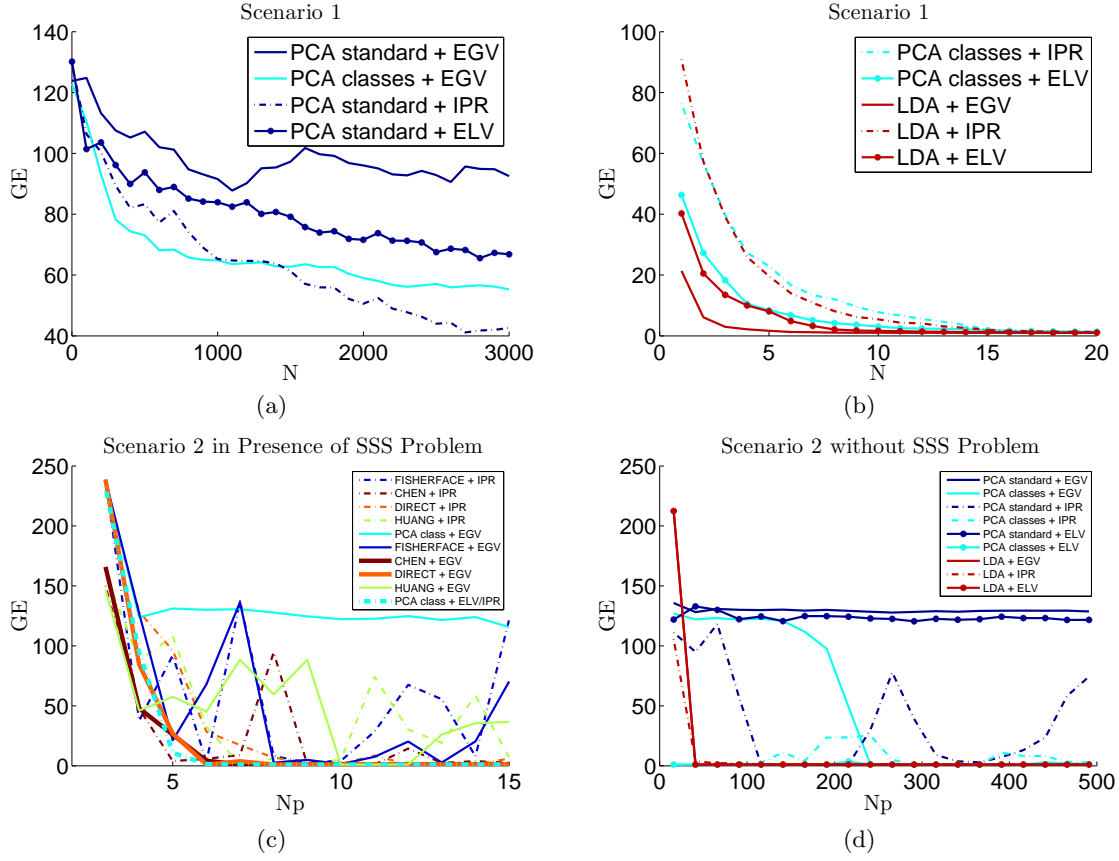 Scenario 1
140
120
100
80
60
40
GE
0
1000
2000
3000
N
PCA standard + EGV
PCA classes + EGV
PCA standard + IPR
PCA standard + ELV
(a)
Scenario 1
100
80
60
40
20
0
GE
0
5
10
15
20
N
PCA classes + IPR
PCA classes + ELV
LDA + EGV
LDA + IPR
LDA + ELV
(b)
Scenario 2 in Presence of SSS Problem
250
200
150
100
50
0
GE
5
10
15
Np
FISHERFACE + IPR
CHEN + IPR
DIRECT + IPR
HUANG + IPR
PCA class + EGV
FISHERFACE + EGV
CHEN + EGV
DIRECT + EGV
HUANG + EGV
PCA class + ELV/IPR
(c)
Scenario 2 without SSS Problem
250
200
150
100
50
0
GE
0
100
200
300
400
500
Np
PCA standard + EGV
PCA classes + EGV
PCA standard + IPR
PCA classes + IPR
PCA standard + ELV
PCA classes + ELV
LDA + EGV
LDA + IPR
LDA + ELV
(d)